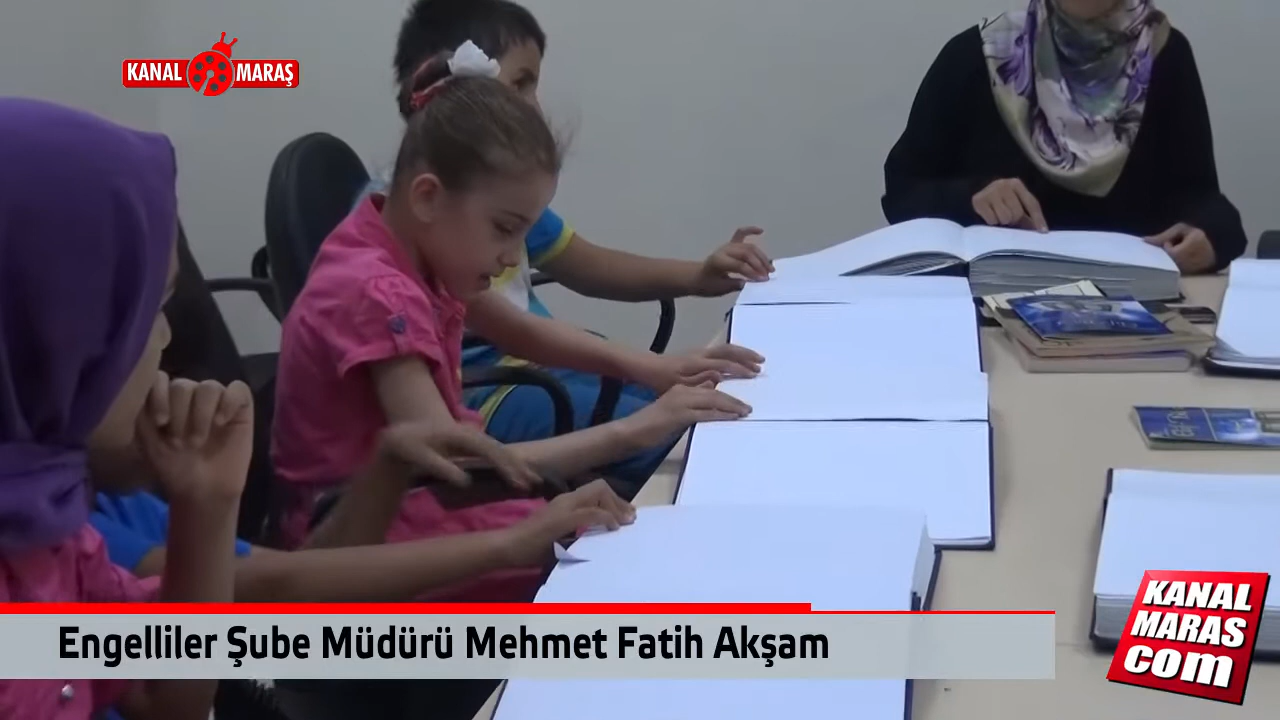 KANAL MARAŞ
Engelliler Şube Müdürü Mehmet Fatih Akşam
KANAL
MARAS
com